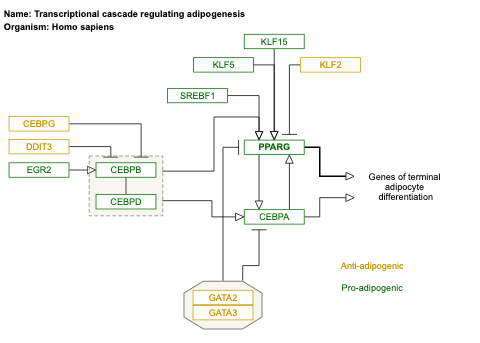 Name: Transcriptional cascade regulating adipogenesis
Organism: Homo sapiens
KLF15
KLF5
KLF2
SREBF1
CEBPG
DDIT3
EGR2
CEBPB
CEBPD
PPARG
CEBPA
Genes of terminal
adipocyte
differentiation
Anti-adipogenic
Pro-adipogenic
GATA2
GATA3